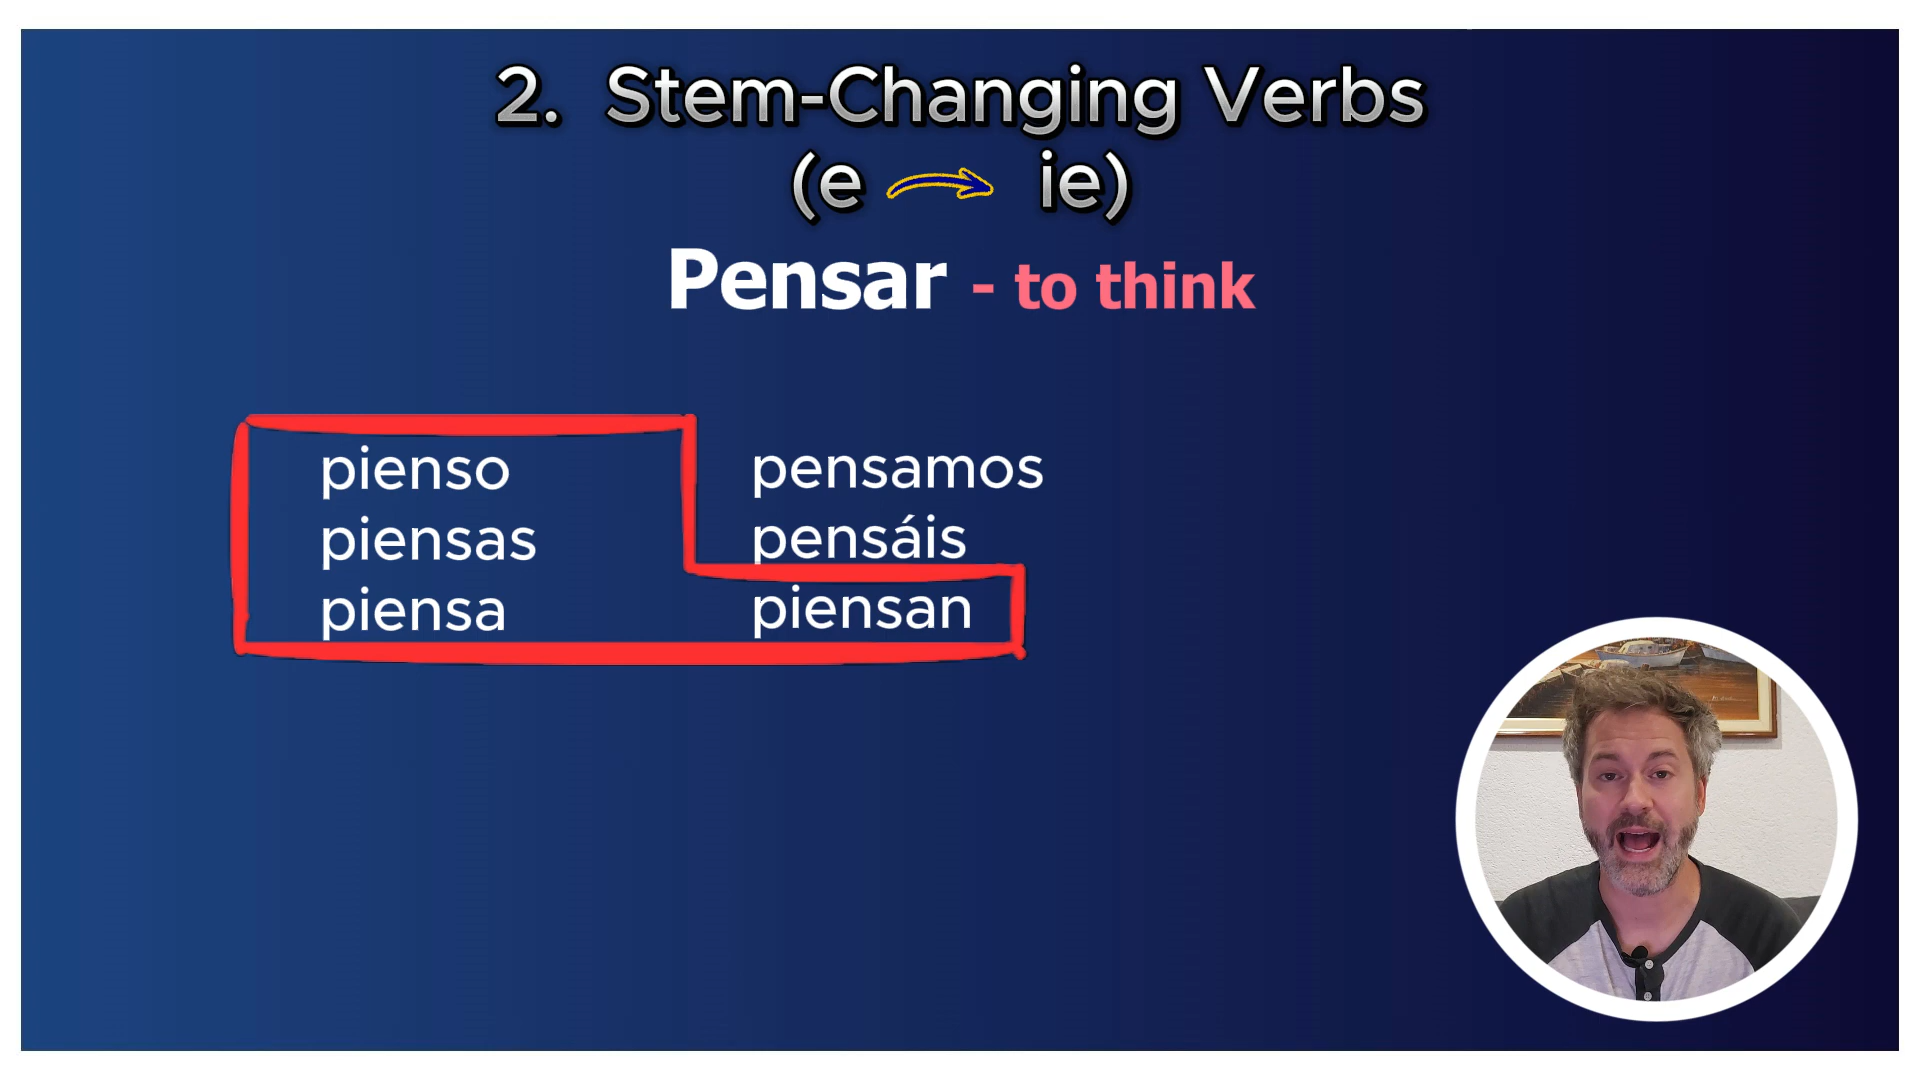 2. Stem-Changing Verbs
(e ie)
Pensar - to think
pienso pensamos
piensas pensáis
piensa piensan